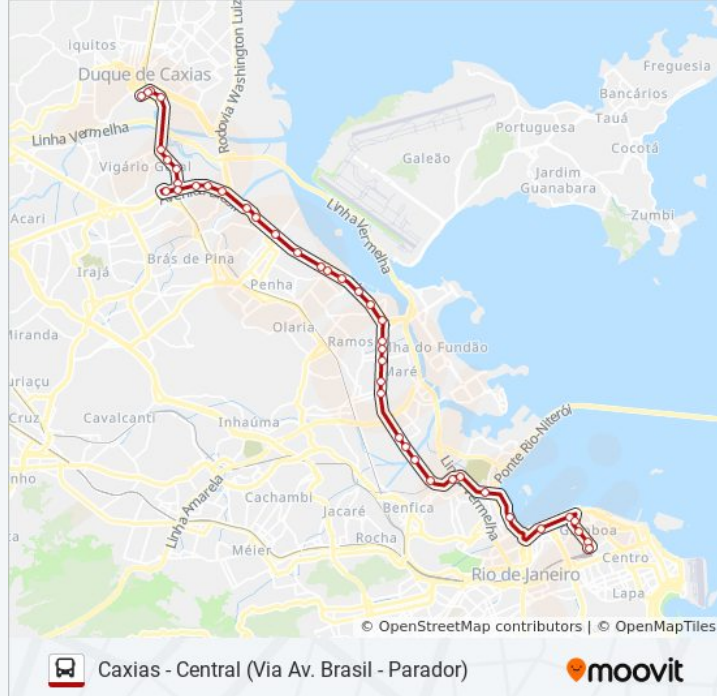 iquitos
Duque de Caxias
Rodovia Washington Luiz
Freguesia
Bancários
Tauá
Portuguesa
Cocotá
Linha Vermelha
Galeão
Vigário Geral
Jardim
Guanabara
Zumbi
Linha Vermelha
Acari
Irajá
Brás de Pina
Penha
Olaria
Miranda
Ramos
Ilha do Fundão
uriaçu
Maré
Cruz
Cavalcanti
Inhaúma
Ponte Rio-Niterói
nho
Linha Amarela
Cachambi
Jacaré
Benfica
Méier
Rocha
Centro
Rio de Janeiro
Lapa
© OpenStreetMap contributors | © OpenMapTiles
Caxias - Central (Via Av. Brasil - Parador)
moovit